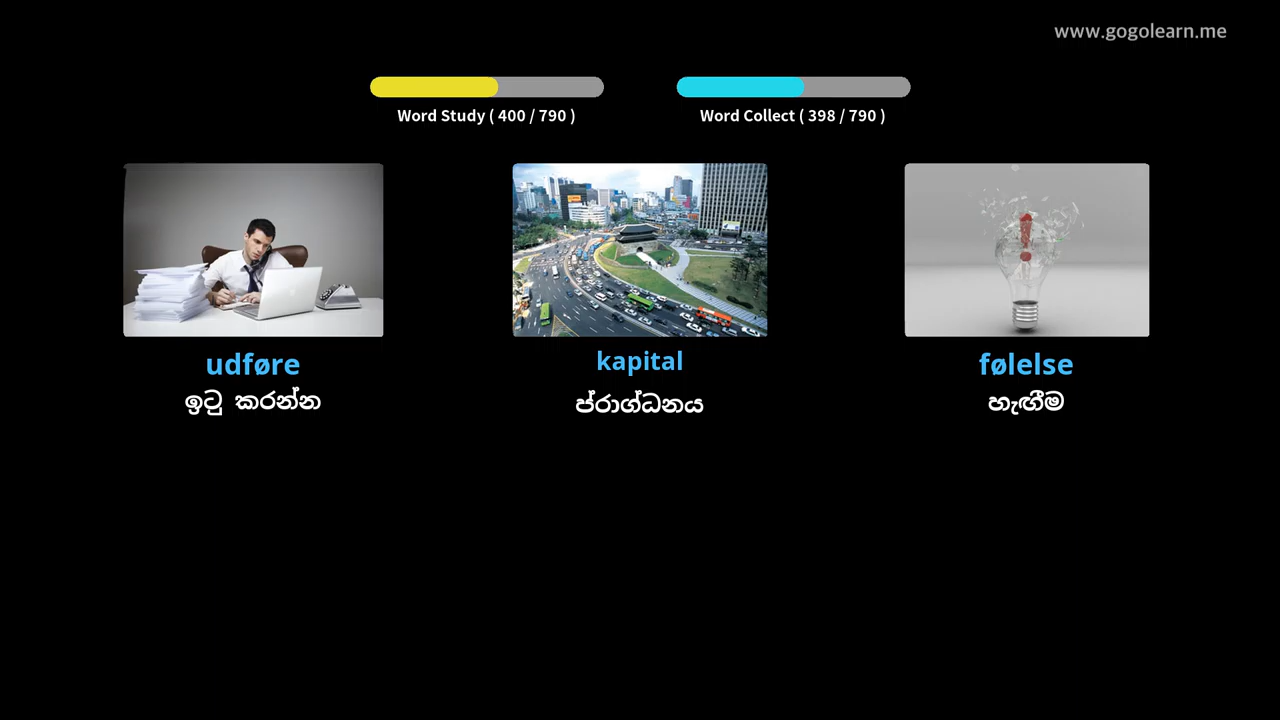 www.gogolearn.me
Word Study ( 400 / 790 )
Word Collect ( 398 / 790 )
udføre
ඉටු කරන්න
kapital
ප්රාග්ධනය
følelse
හැඟීම